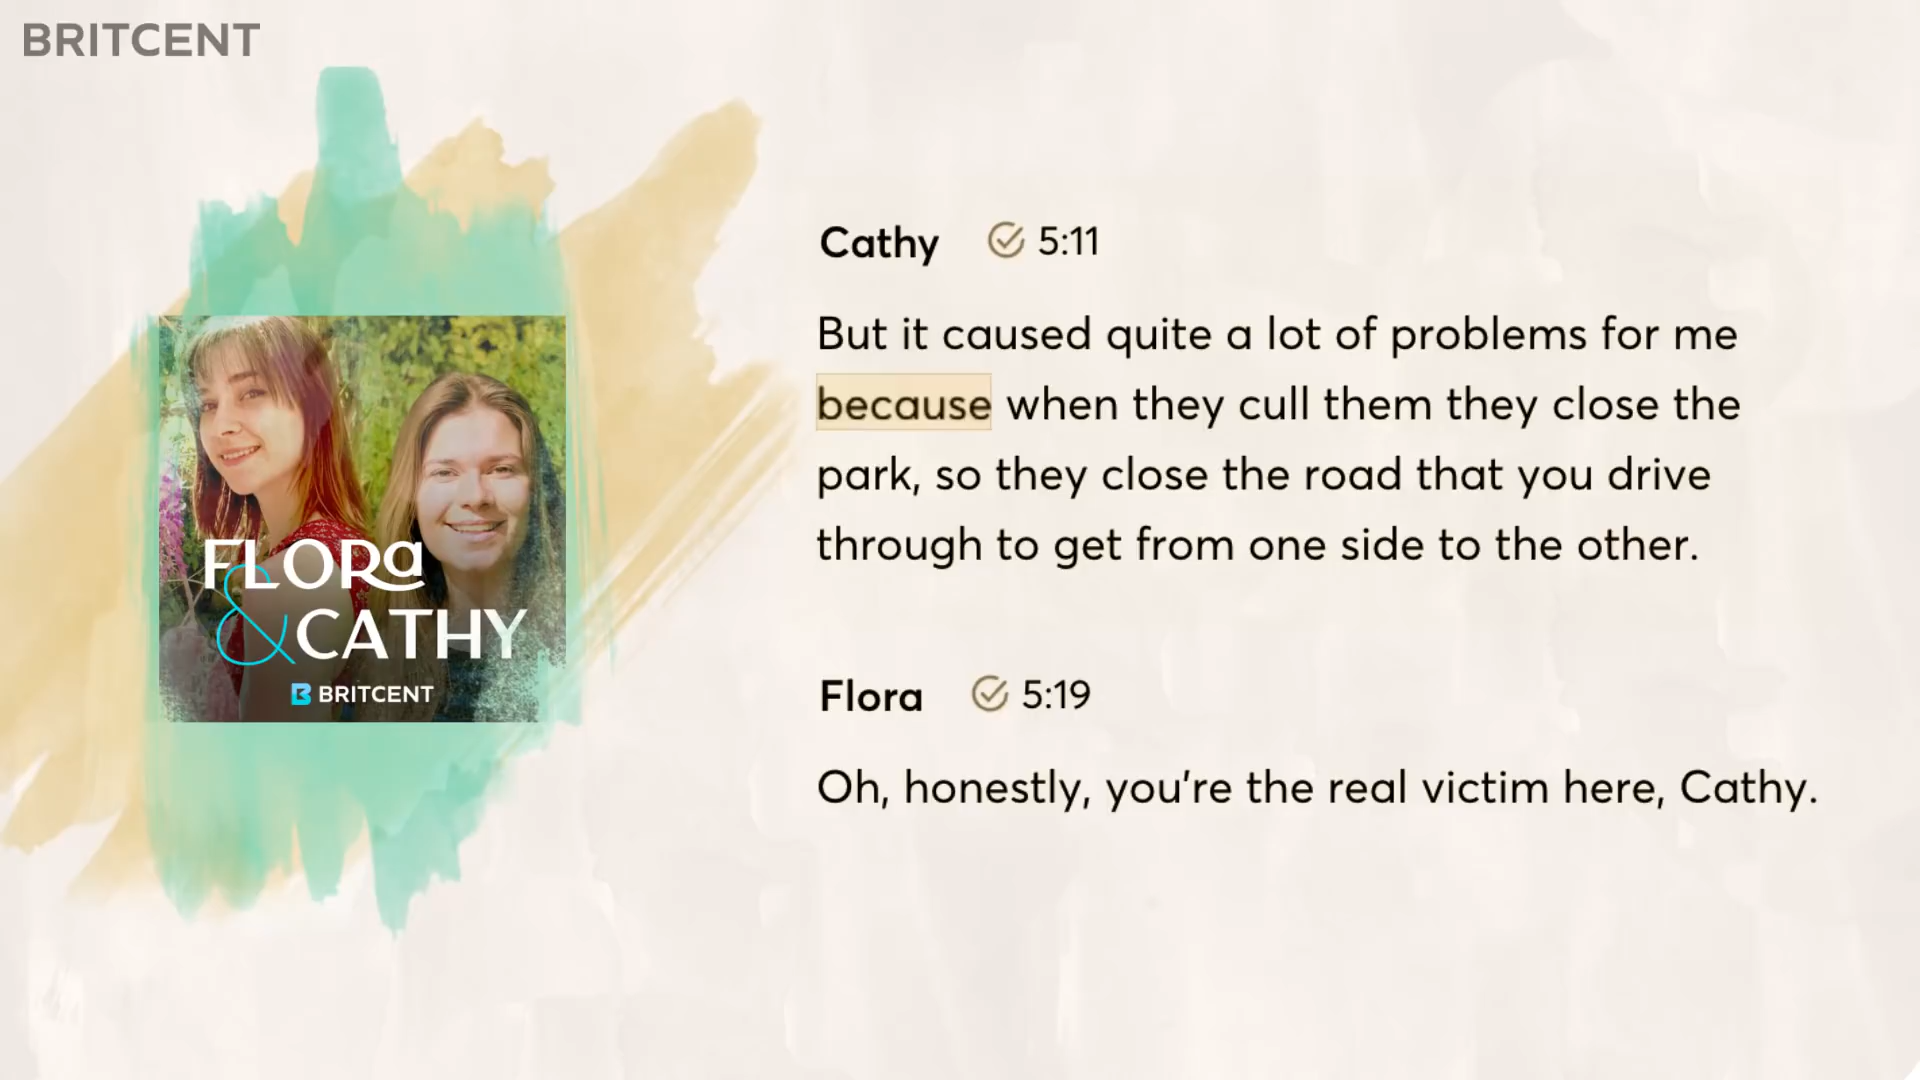 BRITCENT
Cathy 5:11
But it caused quite a lot of problems for me
because when they cull them they close the
park, so they close the road that you drive
through to get from one side to the other.
Flora 5:19
Oh, honestly, you're the real victim here, Cathy.
FLORa
& CATHY
BRITCENT